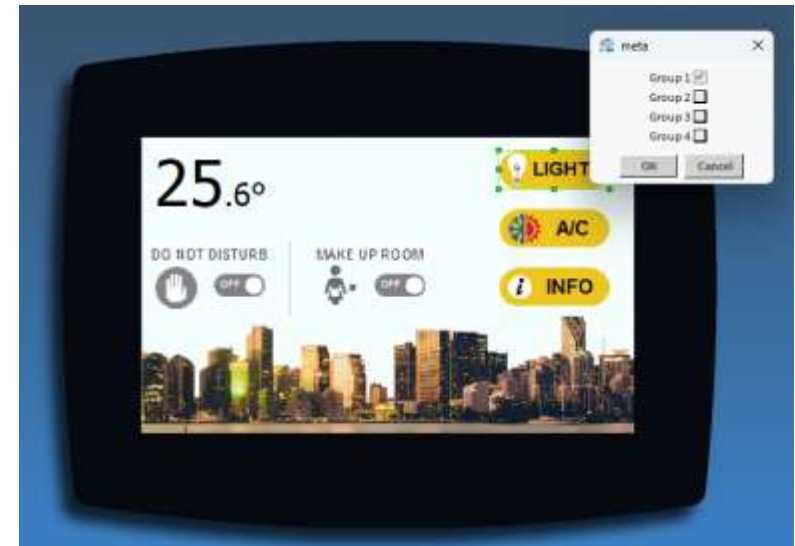 meta
Group 1
Group 2
Group 3
Group 4
OK
Cancel
25.6º
LIGHT
A/C
INFO
DO NOT DISTURB
OFF
MAKE UP ROOM
OFF
i